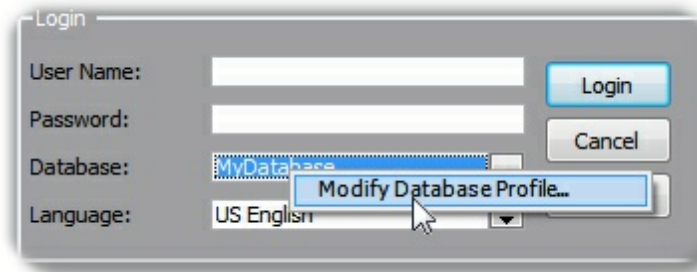 Login
User Name:
Login
Password:
Cancel
Database:
MyDatabase
Modify Database Profile...
Language:
US English